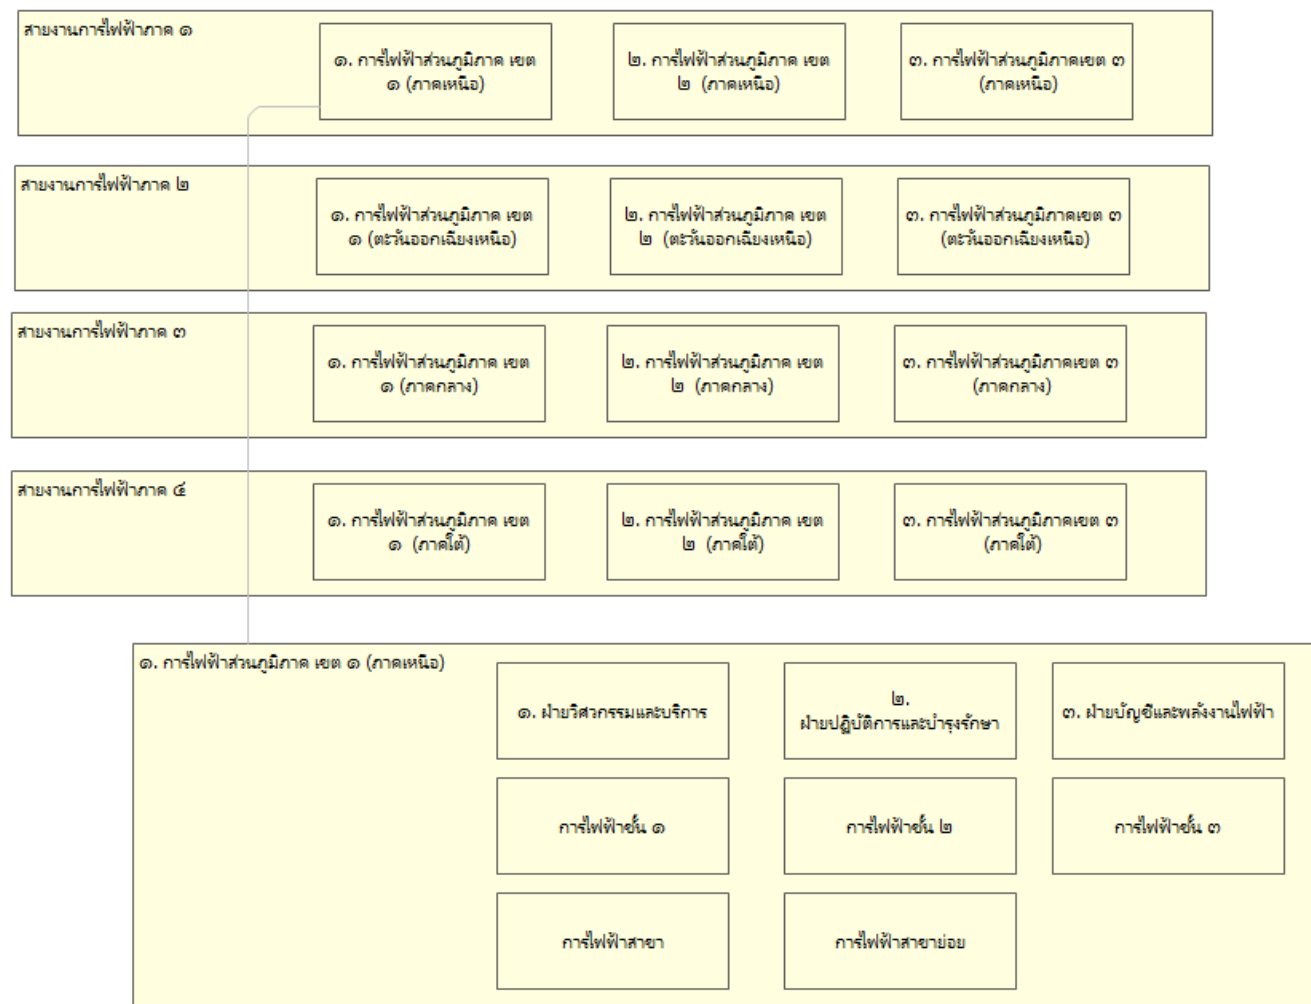 สายงานการไฟฟ้าภาค ๑
๑. การไฟฟ้าส่วนภูมิภาค เขต
๑ (ภาคเหนือ)
๒. การไฟฟ้าส่วนภูมิภาค เขต
๒ (ภาคเหนือ)
๓. การไฟฟ้าส่วนภูมิภาคเขต ๓
(ภาคเหนือ)
สายงานการไฟฟ้าภาค ๒
๑. การไฟฟ้าส่วนภูมิภาค เขต
๑ (ตะวันออกเฉียงเหนือ)
๒. การไฟฟ้าส่วนภูมิภาค เขต
๒ (ตะวันออกเฉียงเหนือ)
๓. การไฟฟ้าส่วนภูมิภาคเขต ๓
(ตะวันออกเฉียงเหนือ)
สายงานการไฟฟ้าภาค ๓
๑. การไฟฟ้าส่วนภูมิภาค เขต
๑ (ภาคกลาง)
๒. การไฟฟ้าส่วนภูมิภาค เขต
๒ (ภาคกลาง)
๓. การไฟฟ้าส่วนภูมิภาคเขต ๓
(ภาคกลาง)
สายงานการไฟฟ้าภาค ๔
๑. การไฟฟ้าส่วนภูมิภาค เขต
๑ (ภาคใต้)
๒. การไฟฟ้าส่วนภูมิภาค เขต
๒ (ภาคใต้)
๓. การไฟฟ้าส่วนภูมิภาคเขต ๓
(ภาคใต้)
๑. การไฟฟ้าส่วนภูมิภาค เขต ๑ (ภาคเหนือ)
๑. ฝ่ายวิศวกรรมและบริการ
๒.
ฝ่ายปฏิบัติการและบำรุงรักษา
๓. ฝ่ายบัญชีและพลังงานไฟฟ้า
การไฟฟ้าชั้น ๑
การไฟฟ้าชั้น ๒
การไฟฟ้าชั้น ๓
การไฟฟ้าสาขา
การไฟฟ้าสาขาย่อย